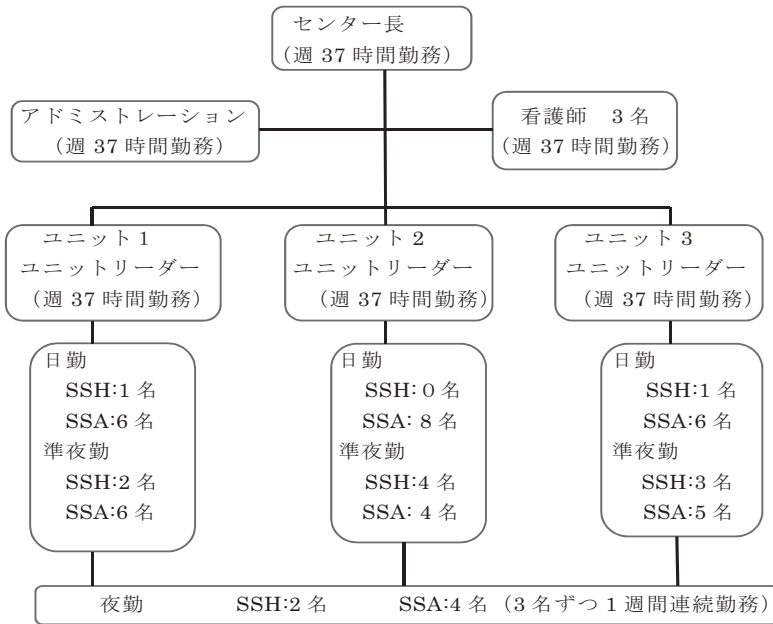 センター長
（週 37 時間勤務）
アドミストレーション
（週 37 時間勤務）
看護師　3 名
（週 37 時間勤務）
ユニット 1
ユニットリーダー
（週 37 時間勤務）
ユニット 2
ユニットリーダー
（週 37 時間勤務）
ユニット 3
ユニットリーダー
（週 37 時間勤務）
日勤
SSH:1 名
SSA:6 名
準夜勤
SSH:2 名
SSA:6 名
日勤
SSH:０名
SSA: 8 名
準夜勤
SSH:4 名
SSA: 4 名
日勤
SSH:1 名
SSA:6 名
準夜勤
SSH:3 名
SSA:5 名
夜勤　SSH:2 名　SSA:4 名（3 名ずつ 1 週間連続勤務）